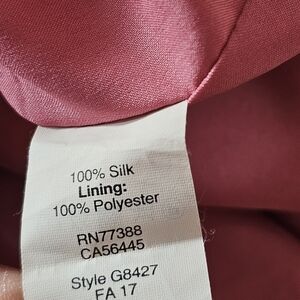 100% Silk
Lining:
100% Polyester
RN77388
CA56445
Style G8427
FA 17